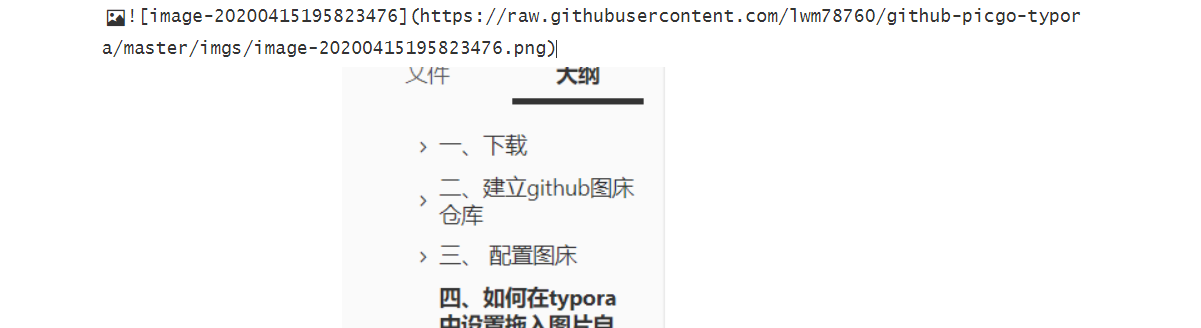 ![image-20200415195823476](https://raw.githubusercontent.com/lwm78760/github-picgo-typor
a/master/imgs/image-20200415195823476.png)
文件
大纲
一、下载
二、建立github图床
仓库
三、 配置图床
四、如何在typora
中设置拖入图片自